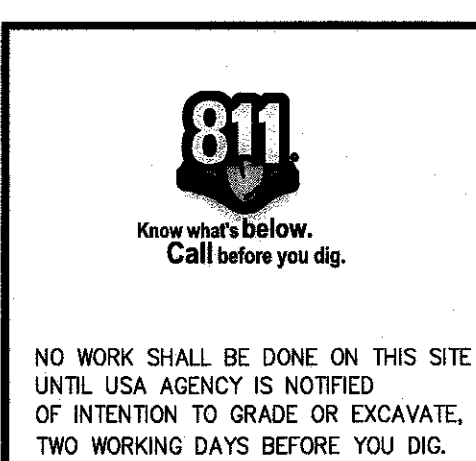 811.
Know what's below.
Call before you dig.
NO WORK SHALL BE DONE ON THIS SITE
UNTIL USA AGENCY IS NOTIFIED
OF INTENTION TO GRADE OR EXCAVATE,
TWO WORKING DAYS BEFORE YOU DIG.